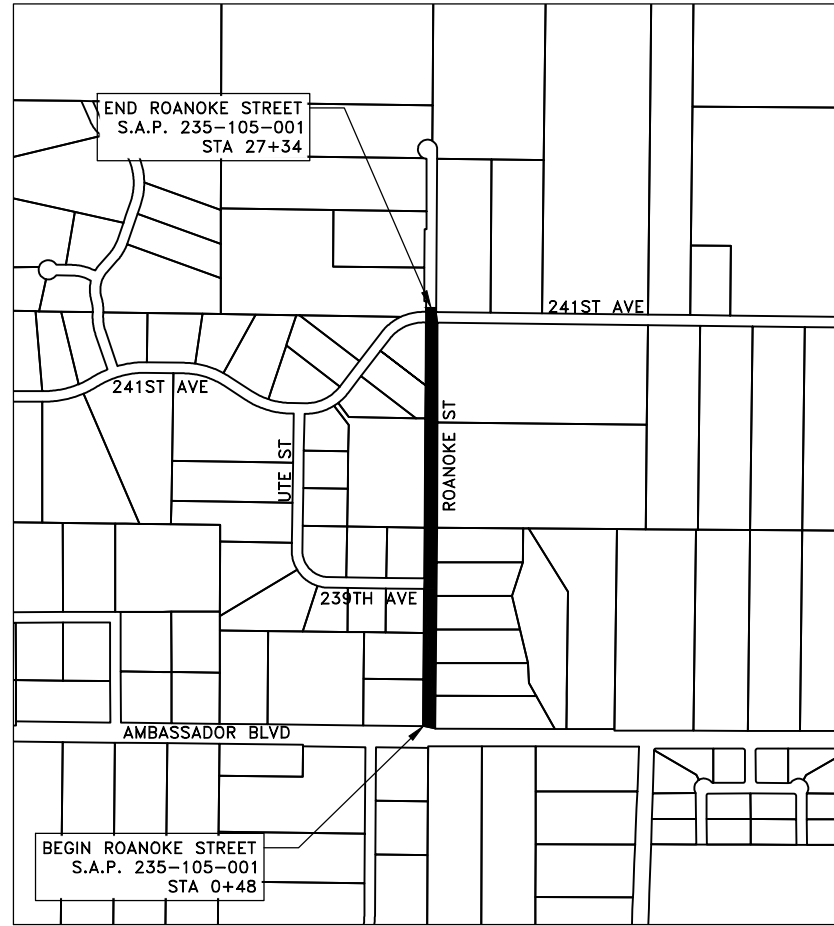 END ROANOKE STREET
S.A.P. 235-105-001
STA 27+34
241ST AVE
241ST AVE
ROANOKE ST
UTE ST
239TH AVE
AMBASSADOR BLVD
BEGIN ROANOKE STREET
S.A.P. 235-105-001
STA 0+48